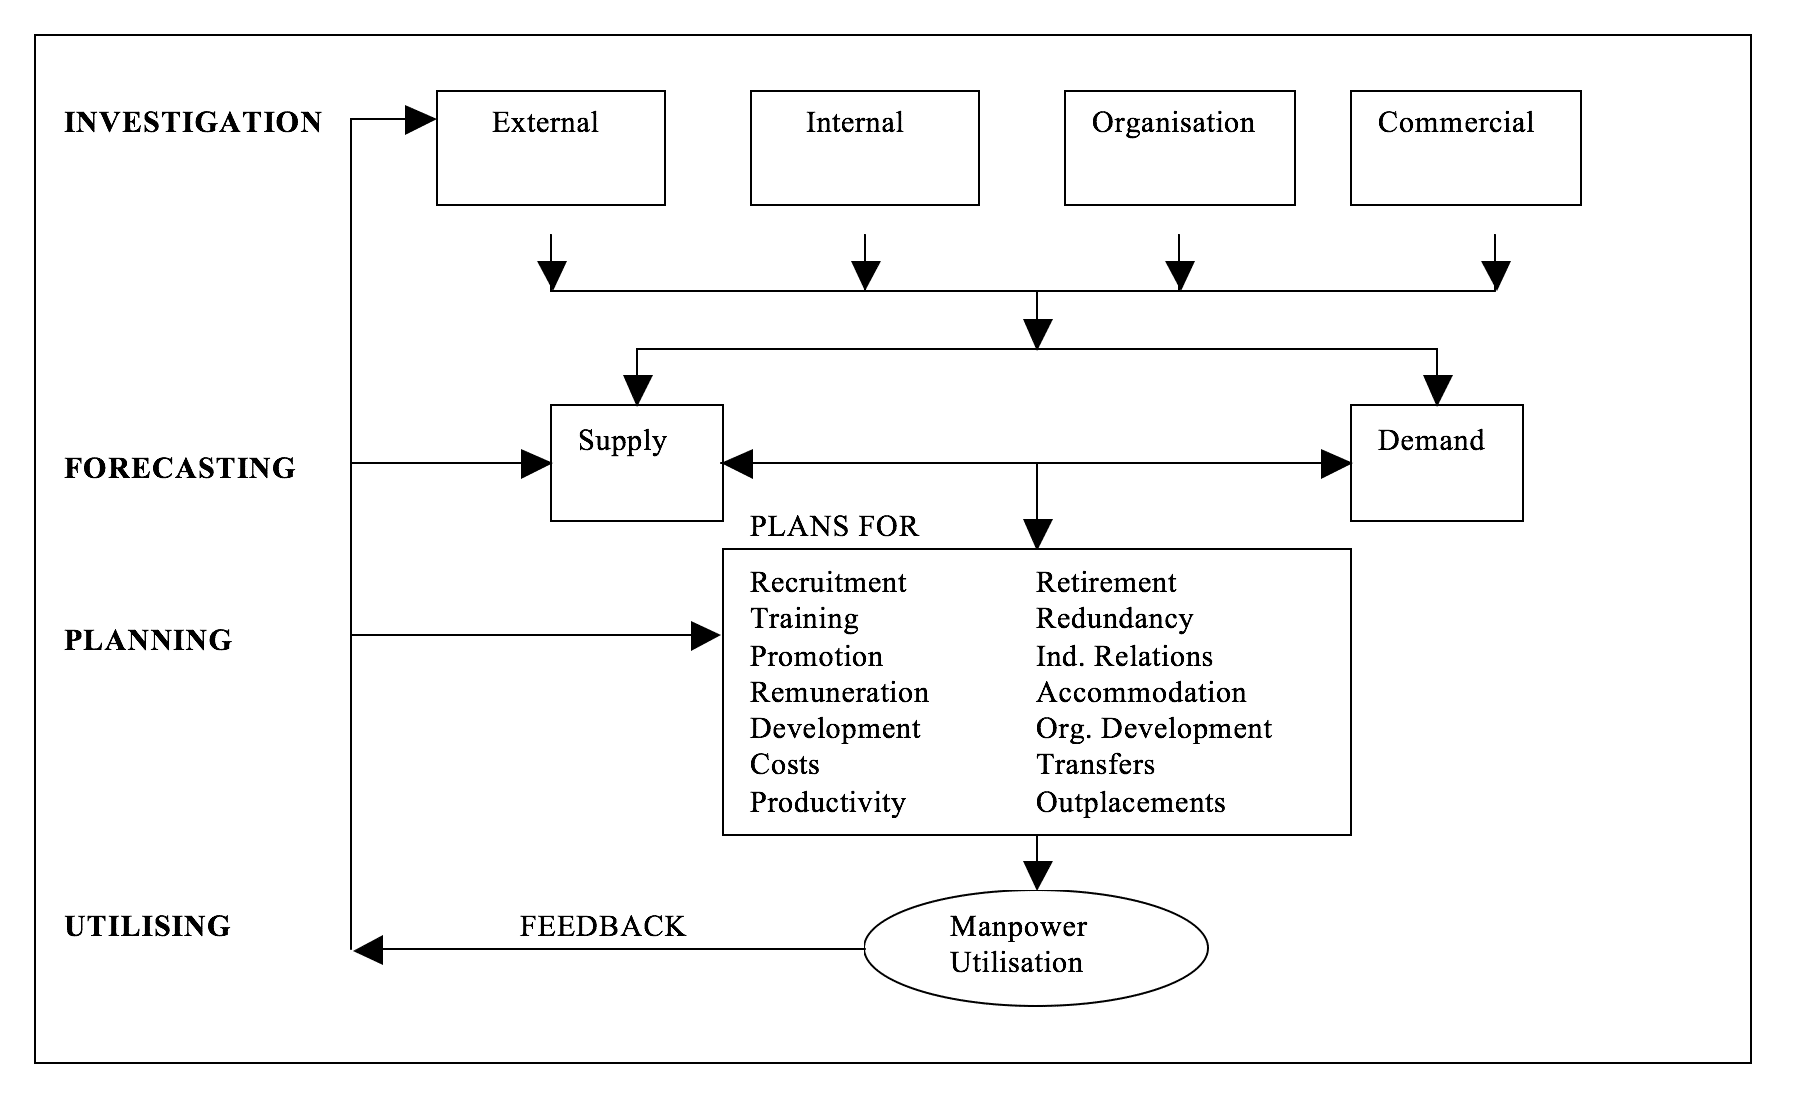 INVESTIGATION External Internal Organisation Commercial
FORECASTING Supply Demand
PLANS FOR
Recruitment Retirement
Training Redundancy
PLANNING Promotion Ind. Relations
Remuneration Accommodation
Development Org. Development
Costs Transfers
Productivity Outplacements
UTILISING FEEDBACK Manpower
Utilisation